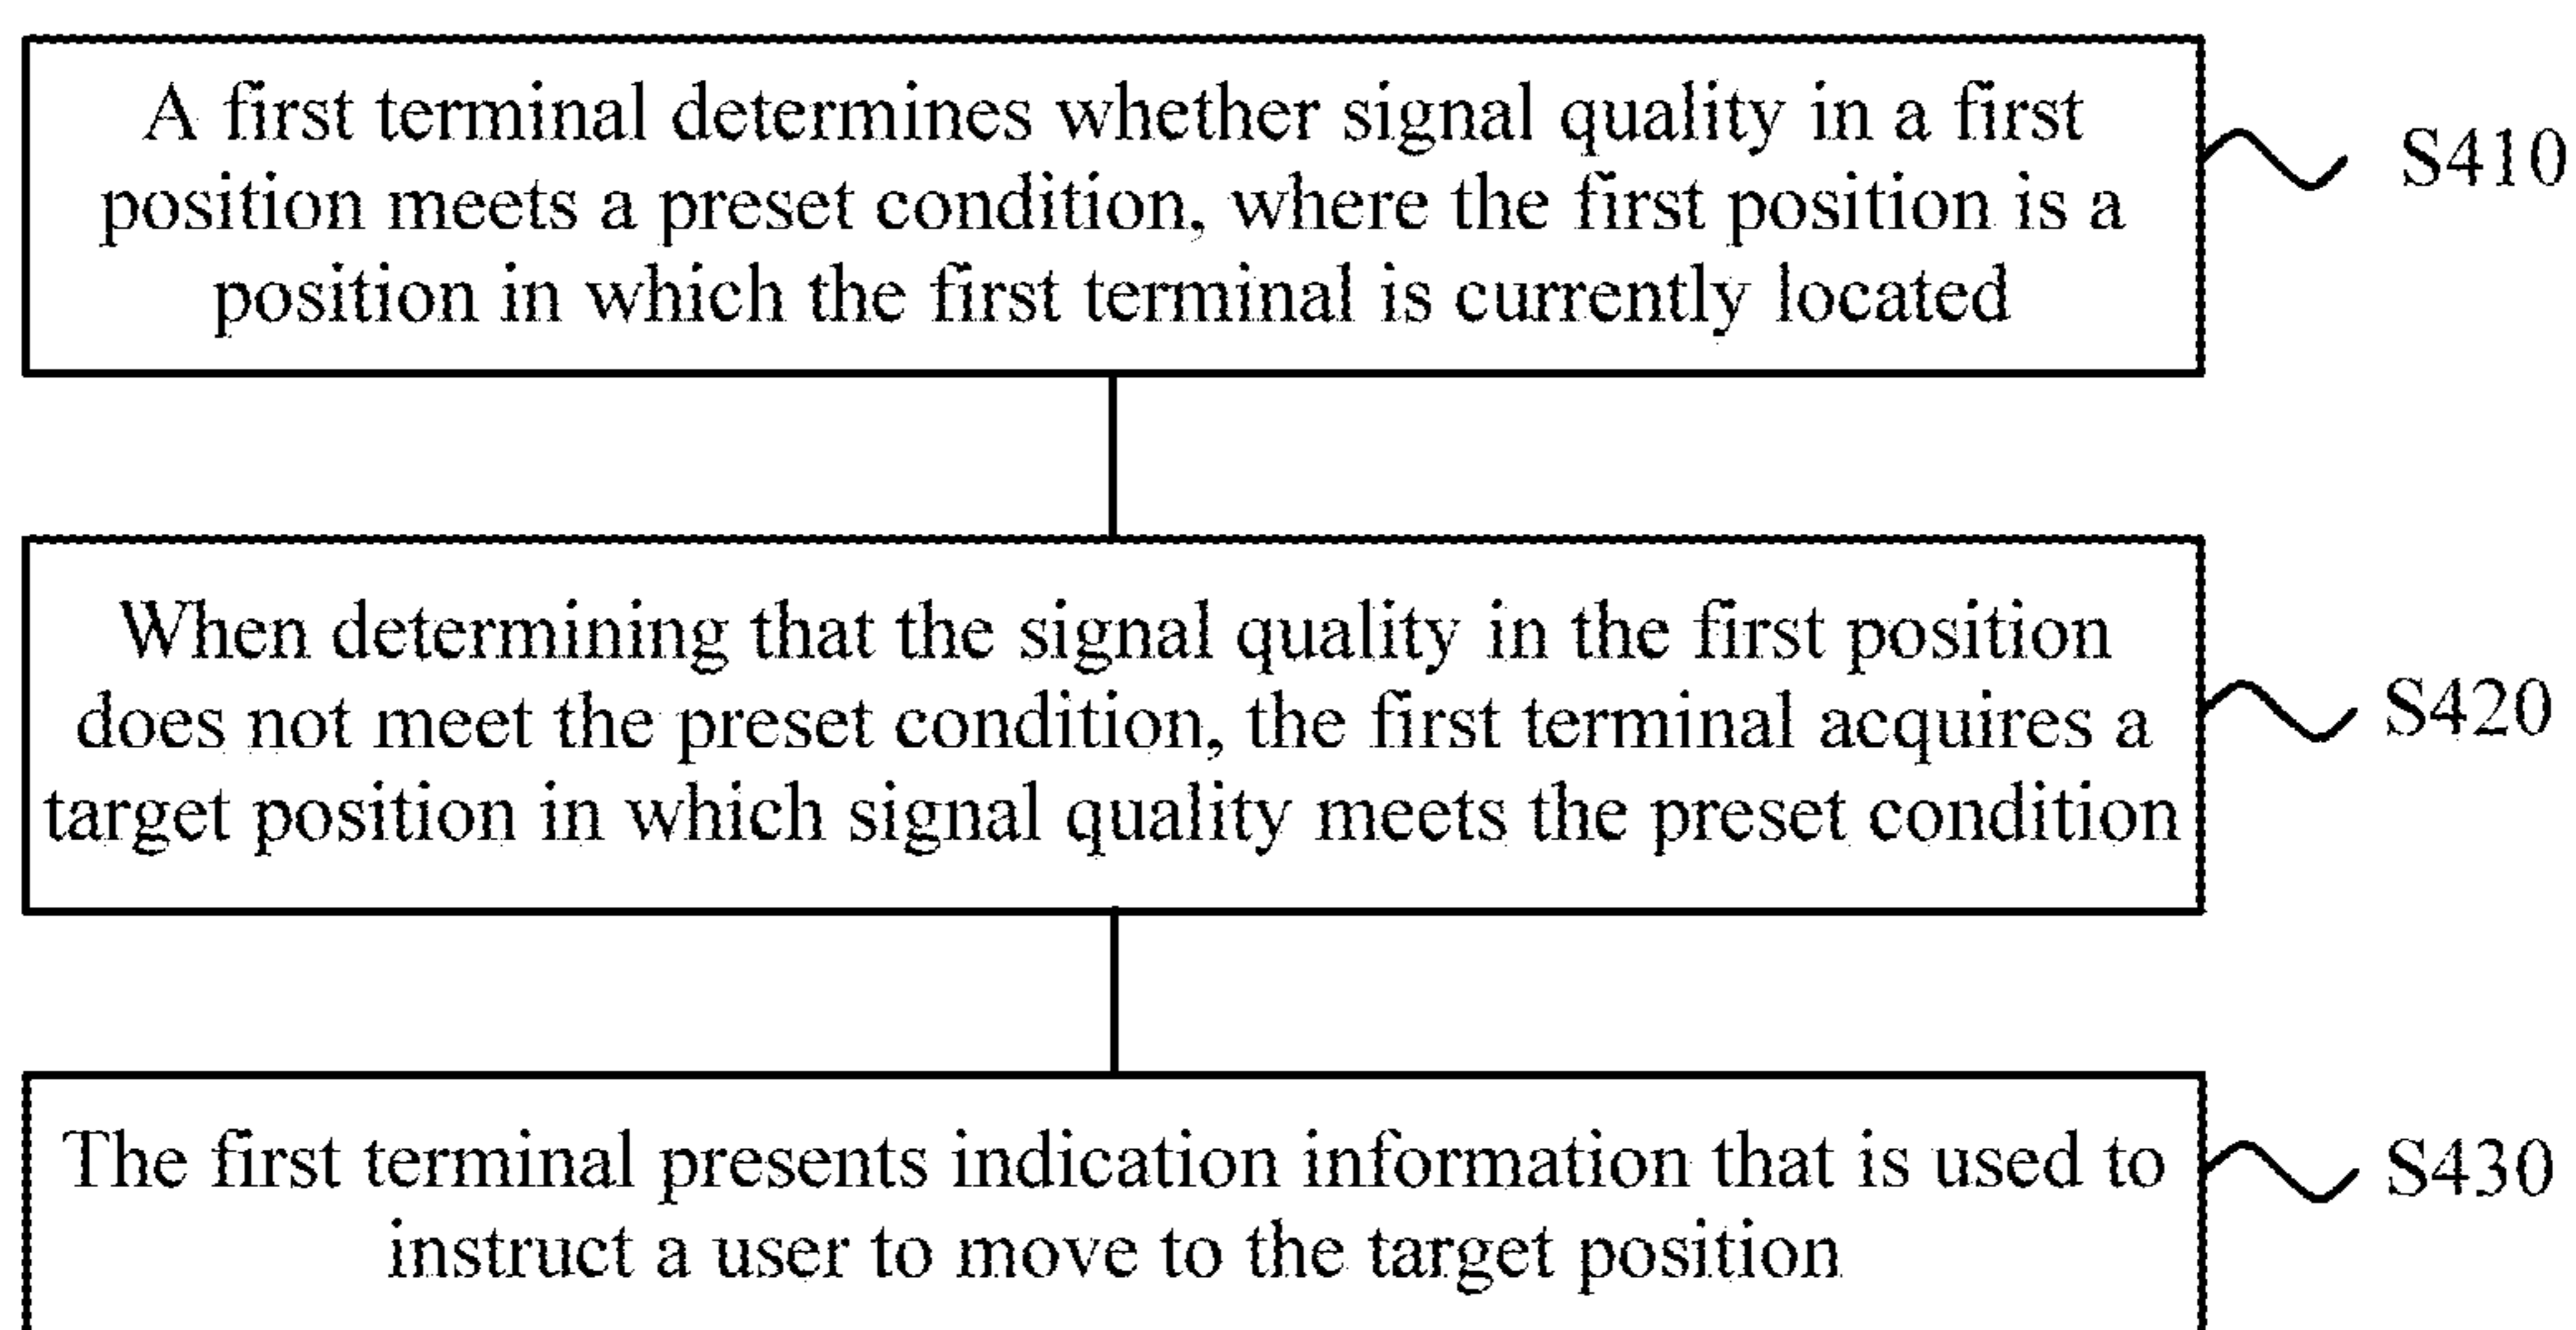 A first terminal determines whether signal quality in a first
position meets a preset condition, where the first position is a
position in which the first terminal is currently located
S410
When determining that the signal quality in the first position
does not meet the preset condition, the first terminal acquires a
target position in which signal quality meets the preset condition
S420
The first terminal presents indication information that is used to
instruct a user to move to the target position
S430